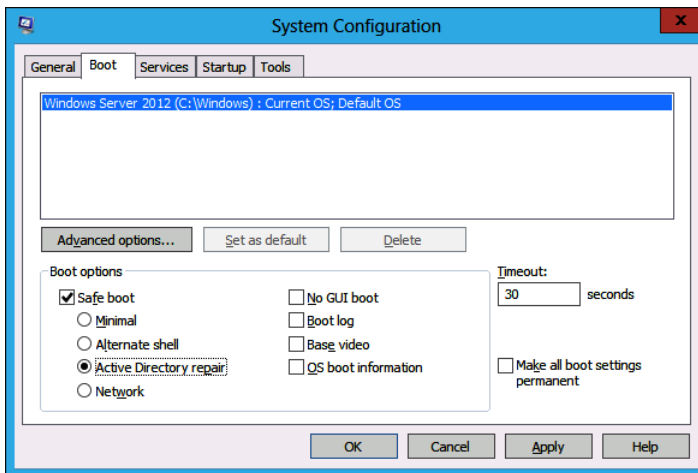 System Configuration
x
General Boot Services Startup Tools
Windows Server 2012 (C:\Windows) : Current OS; Default OS
Advanced options... Set as default Delete
Boot options Timeout:
Safe boot No GUI boot 30 seconds
Minimal Boot log
Alternate shell Base video
Active Directory repair OS boot information Make all boot settings
permanent
Network
OK Cancel Apply Help